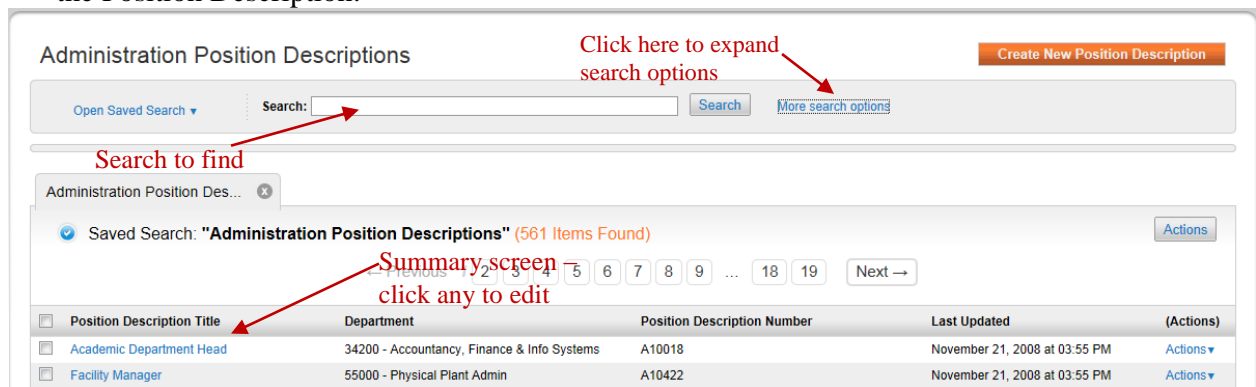 the Position Description.
Administration Position Descriptions
Click here to expand
search options
Create New Position Description
Open Saved Search ▾ Search: Search More search options
Search to find
Administration Position Des...
Saved Search: "Administration Position Descriptions" (561 Items Found) Actions
Summary screen –
← Previous 2 3 4 5 6 7 8 9 ... 18 19 Next →
click any to edit
Position Description Title Department Position Description Number Last Updated (Actions)
Academic Department Head 34200 - Accountancy, Finance & Info Systems A10018 November 21, 2008 at 03:55 PM Actions ▾
Facility Manager 55000 - Physical Plant Admin A10422 November 21, 2008 at 03:55 PM Actions ▾